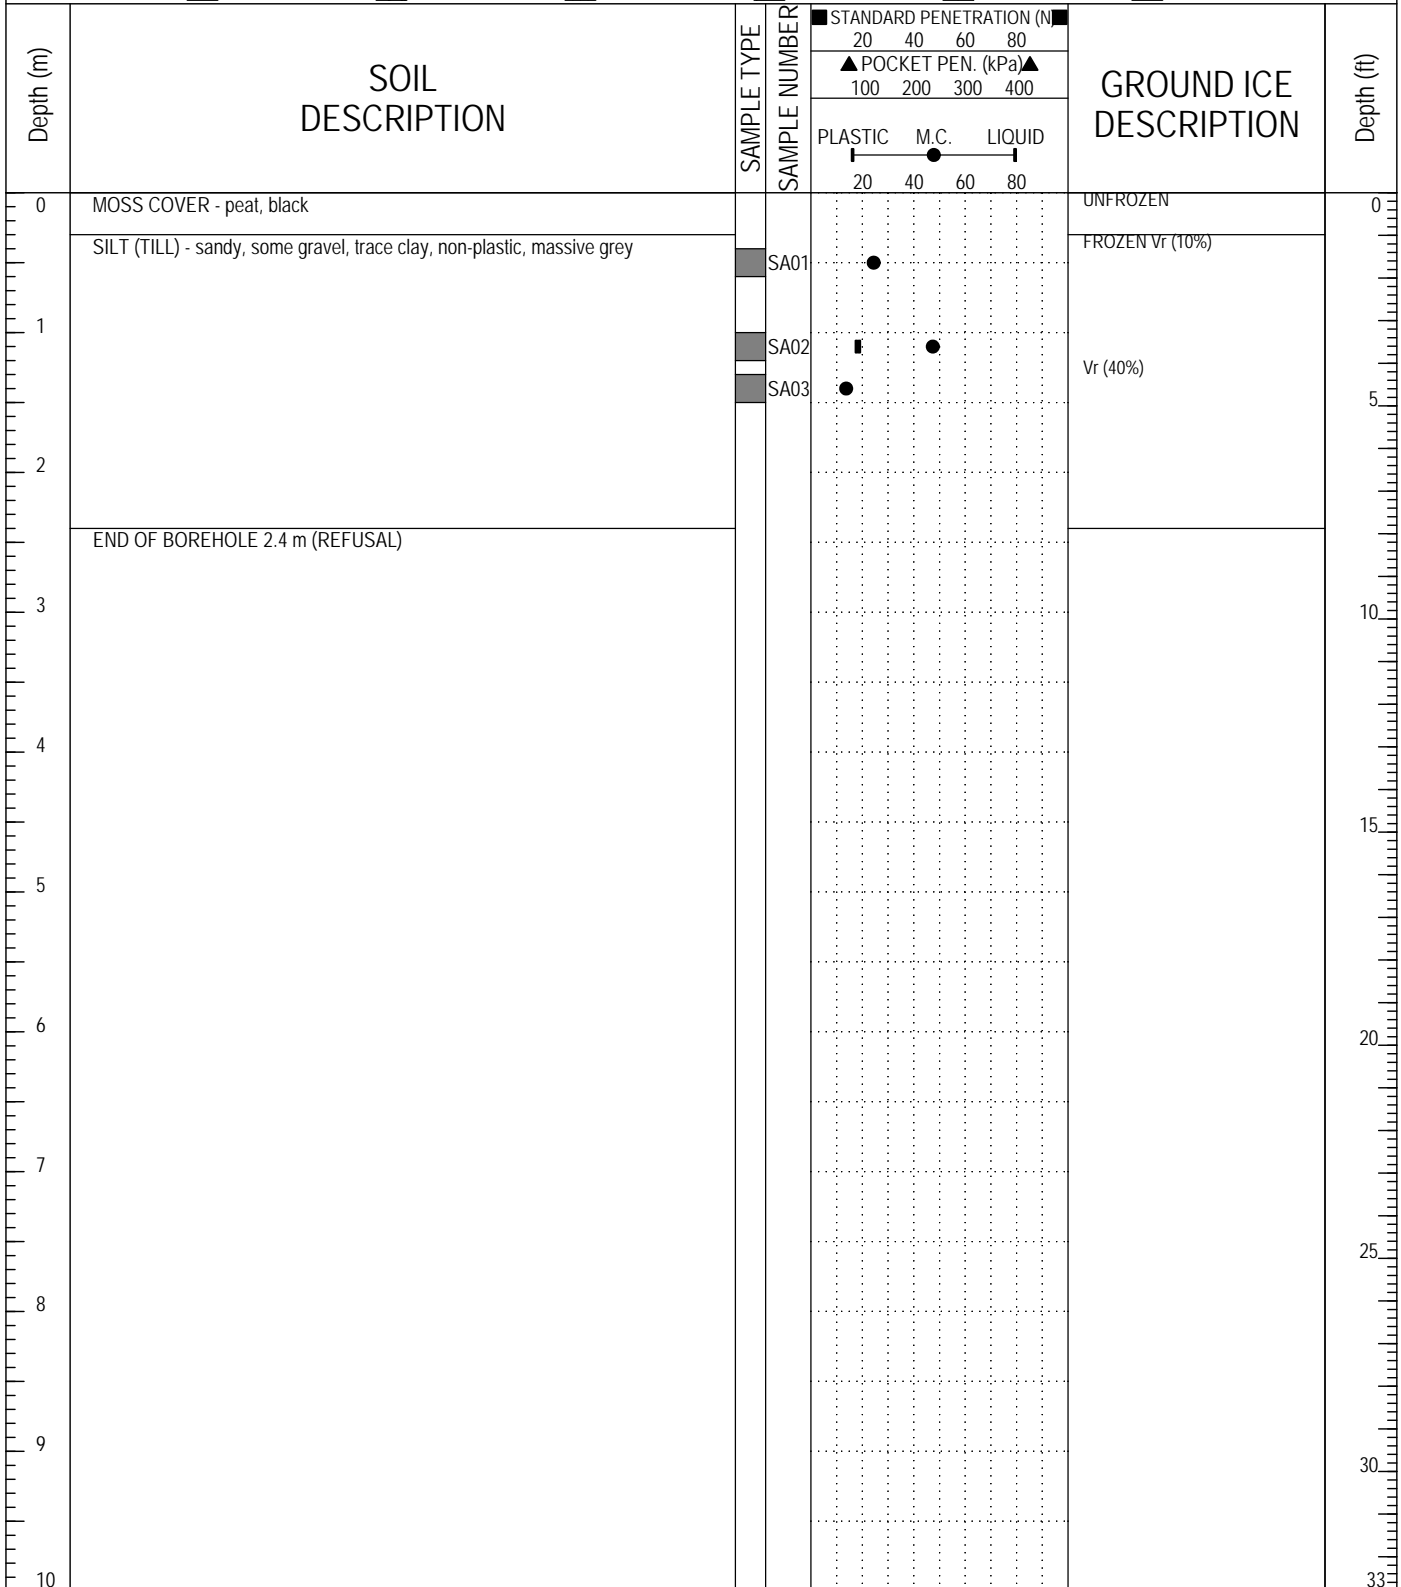 Depth (m)
SOIL
DESCRIPTION
SAMPLE TYPE
SAMPLE NUMBER
STANDARD PENETRATION (N)
20 40 60 80
POCKET PEN. (kPa)
100 200 300 400
PLASTIC M.C. LIQUID
20 40 60 80
GROUND ICE
DESCRIPTION
Depth (ft)
0 MOSS COVER - peat, black UNFROZEN 0
SILT (TILL) - sandy, some gravel, trace clay, non-plastic, massive grey FROZEN Vr (10%)
SA01
1
SA02
Vr (40%)
SA03
5
2
END OF BOREHOLE 2.4 m (REFUSAL)
3
10
4
15
5
6
20
7
25
8
9
30
10 33